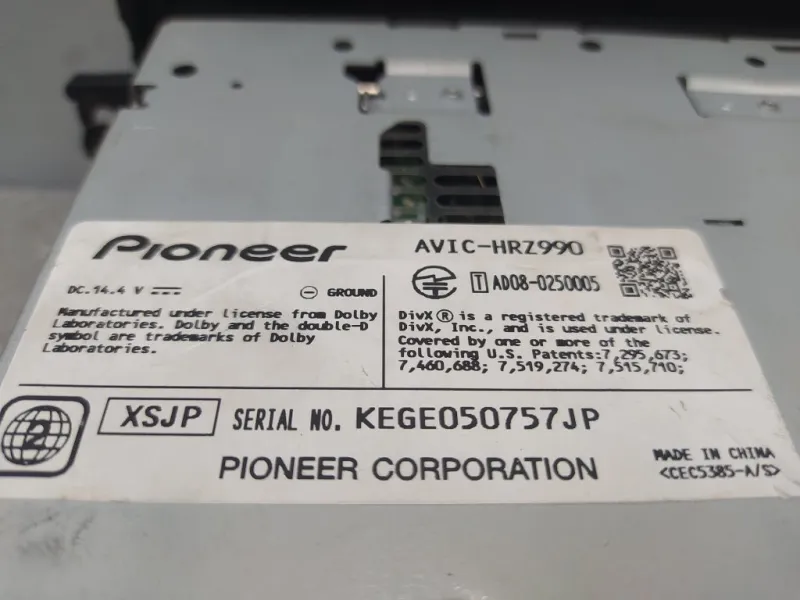 Pioneer
AVIC-HRZ990
DC.14.4 V
GROUND
T AD08-0250005
Manufactured under license from Dolby
Laboratories. Dolby and the double-D
symbol are trademarks of Dolby
Laboratories.
DivX® is a registered trademark of
DivX, Inc., and is used under license.
Covered by one or more of the
following U.S. Patents:7,295,673;
7,460,688; 7,519,274; 7,515,710;
2
XSJP
SERIAL NO. KEGE050757JP
PIONEER CORPORATION
MADE IN CHINA
<CEC5385-A/S>